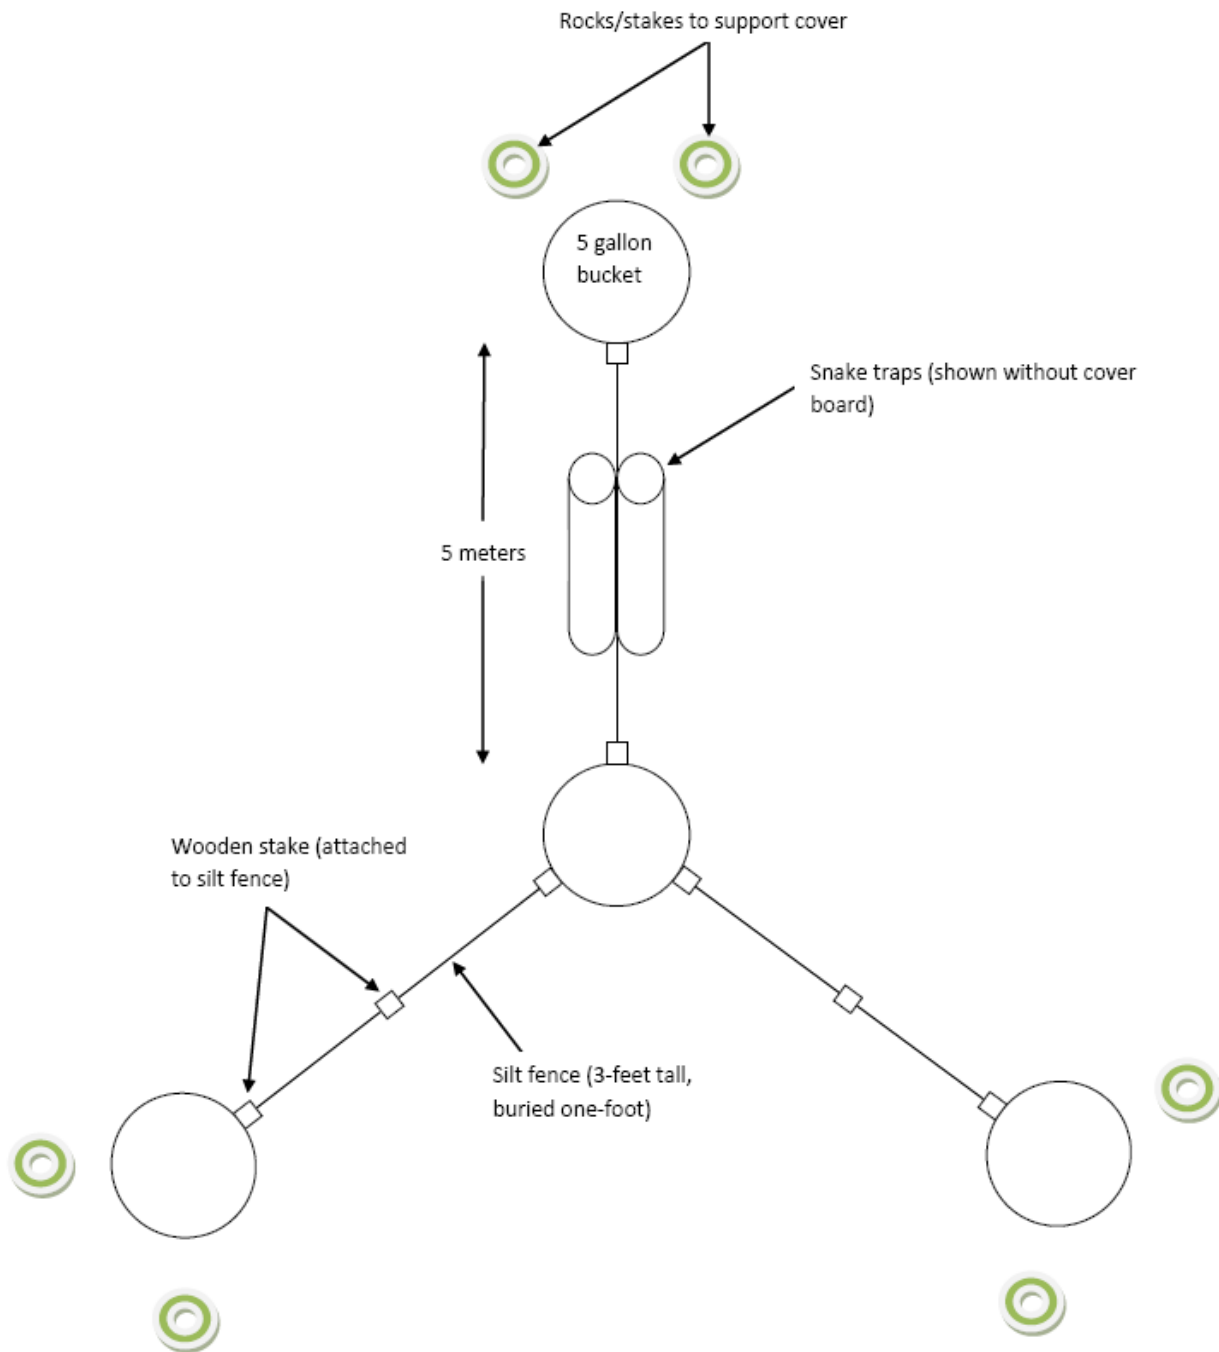 Rocks/stakes to support cover
5 gallon
bucket
Snake traps (shown without cover
board)
5 meters
Wooden stake (attached
to silt fence)
Silt fence (3-feet tall,
buried one-foot)